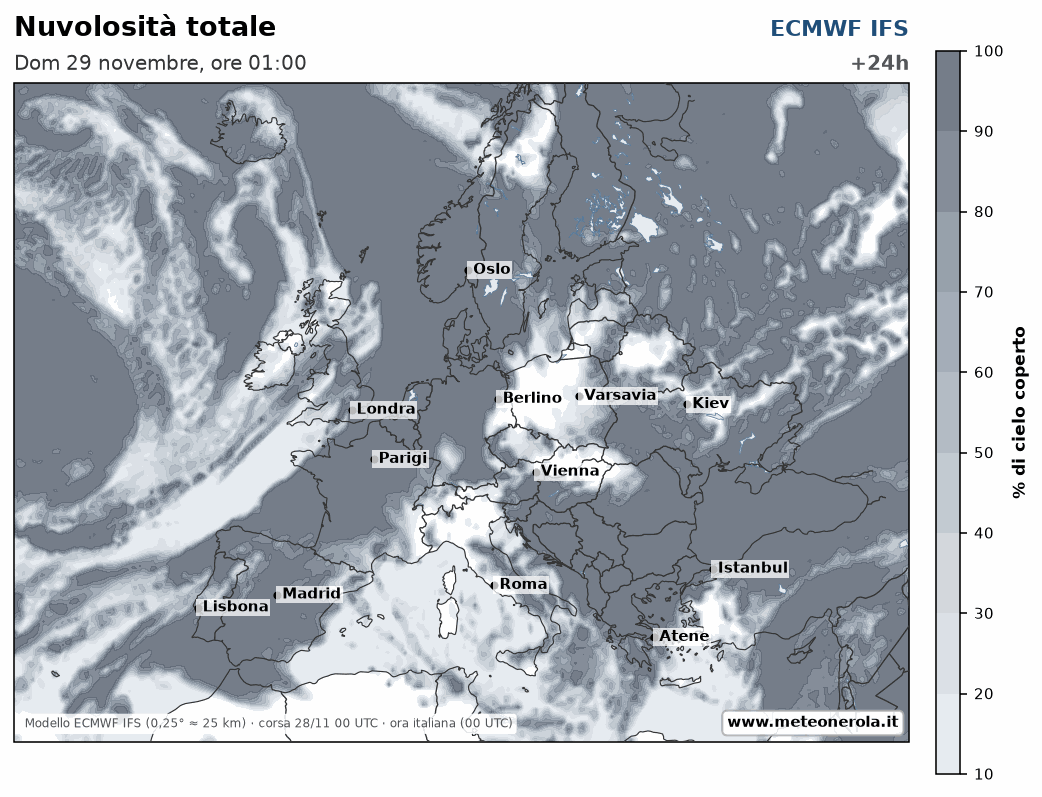 Nuvolosità totale
ECMWF IFS
Dom 29 novembre, ore 01:00
+24h
100
90
80
70
60
50
40
30
20
10
% di cielo coperto
Oslo
Berlino
Varsavia
Kiev
Londra
Parigi
Vienna
Istanbul
Roma
Madrid
Lisbona
Atene
Modello ECMWF IFS (0,25° ≈ 25 km) · corsa 28/11 00 UTC · ora italiana (00 UTC)
www.meteonerola.it